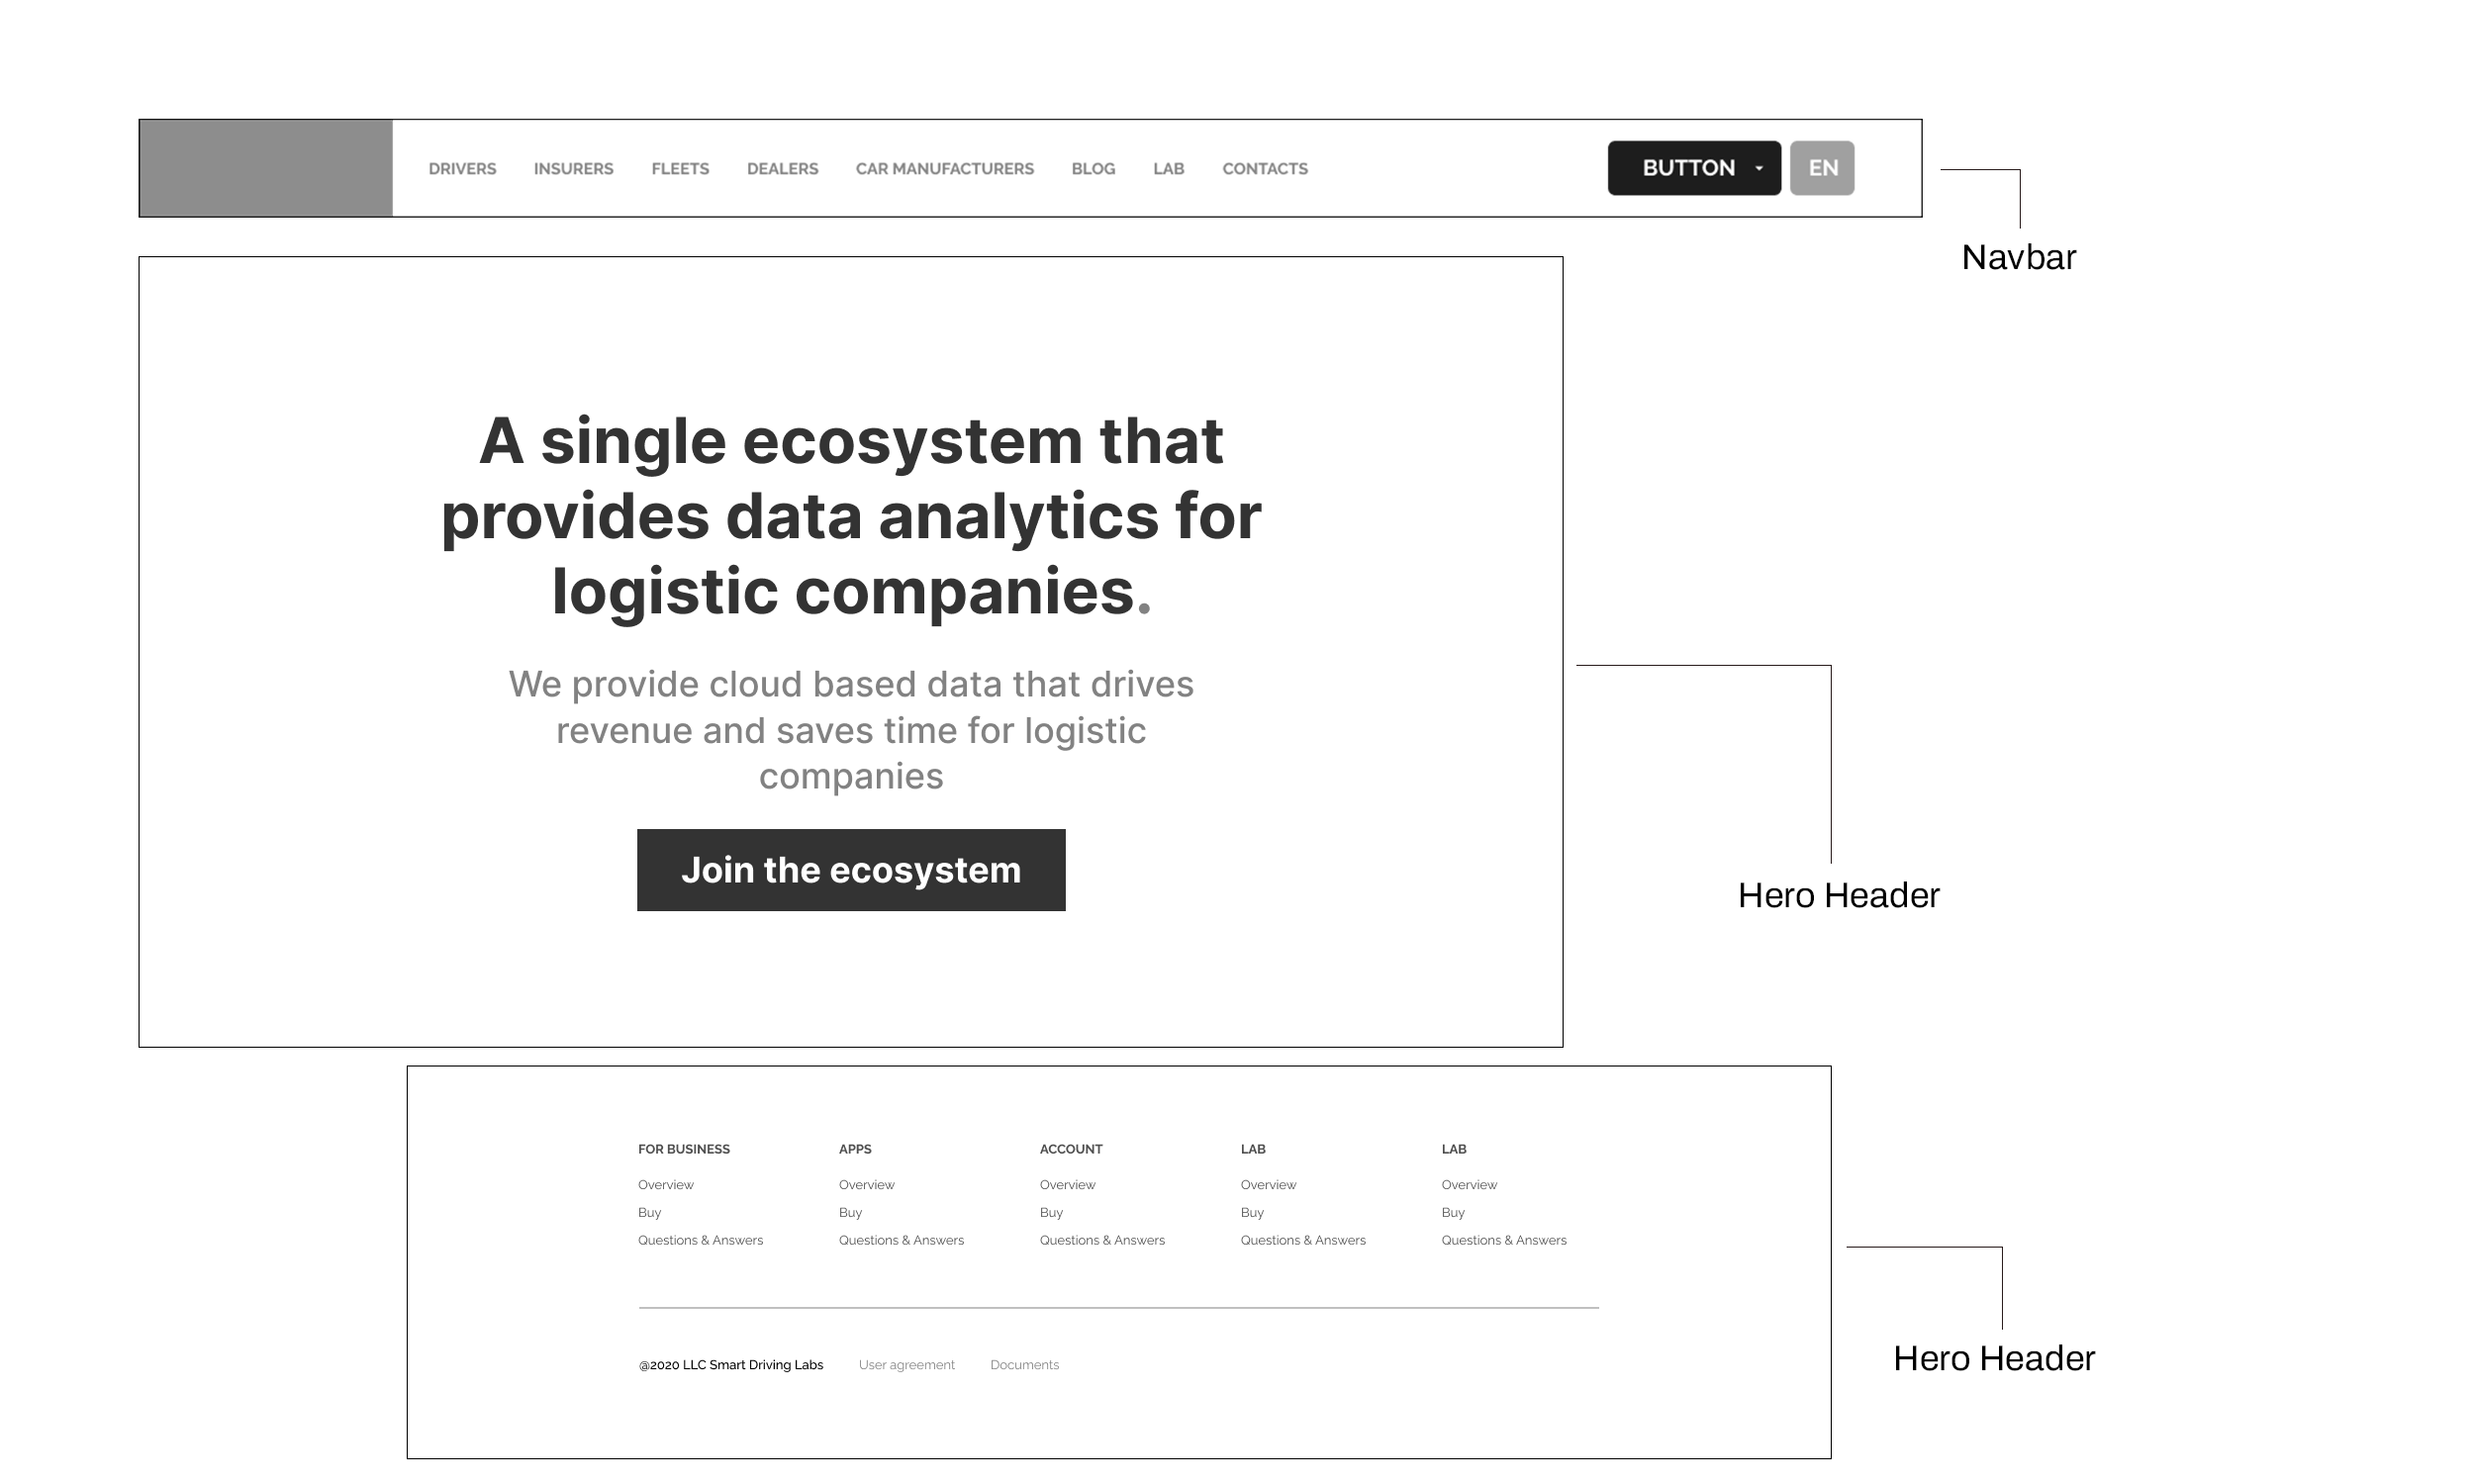 DRIVERS INSURERS FLEETS DEALERS CAR MANUFACTURERS BLOG LAB CONTACTS BUTTON EN
Navbar
A single ecosystem that
provides data analytics for
logistic companies.
We provide cloud based data that drives
revenue and saves time for logistic
companies
Join the ecosystem
Hero Header
FOR BUSINESS APPS ACCOUNT LAB LAB
Overview Overview Overview Overview Overview
Buy Buy Buy Buy Buy
Questions & Answers Questions & Answers Questions & Answers Questions & Answers Questions & Answers
@2020 LLC Smart Driving Labs User agreement Documents
Hero Header